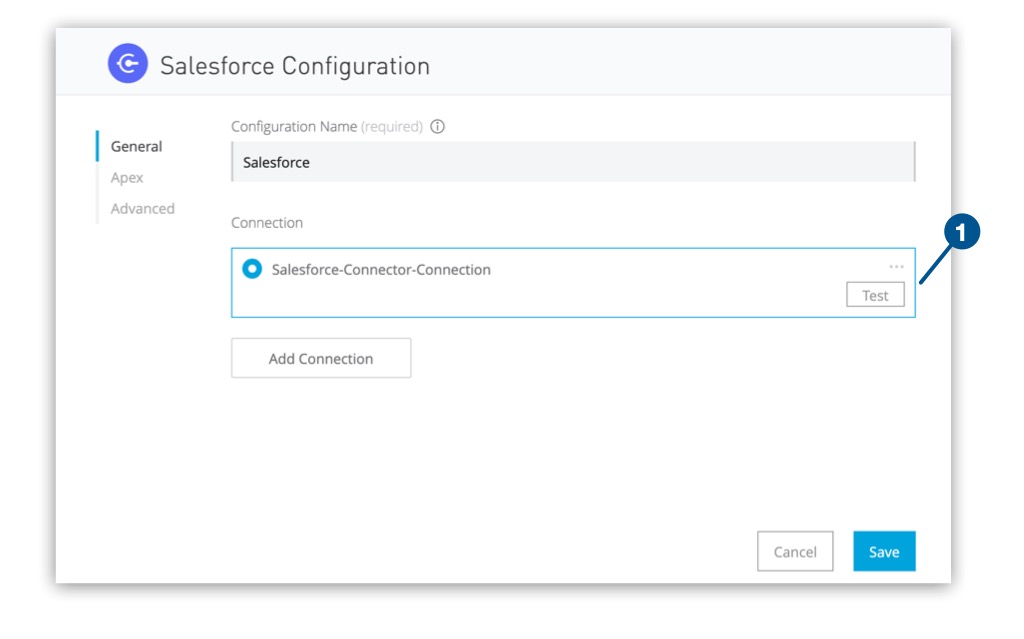 Salesforce Configuration
General
Apex
Advanced
Configuration Name (required)
Salesforce
Connection
1
Salesforce-Connector-Connection
...
Test
Add Connection
Cancel
Save